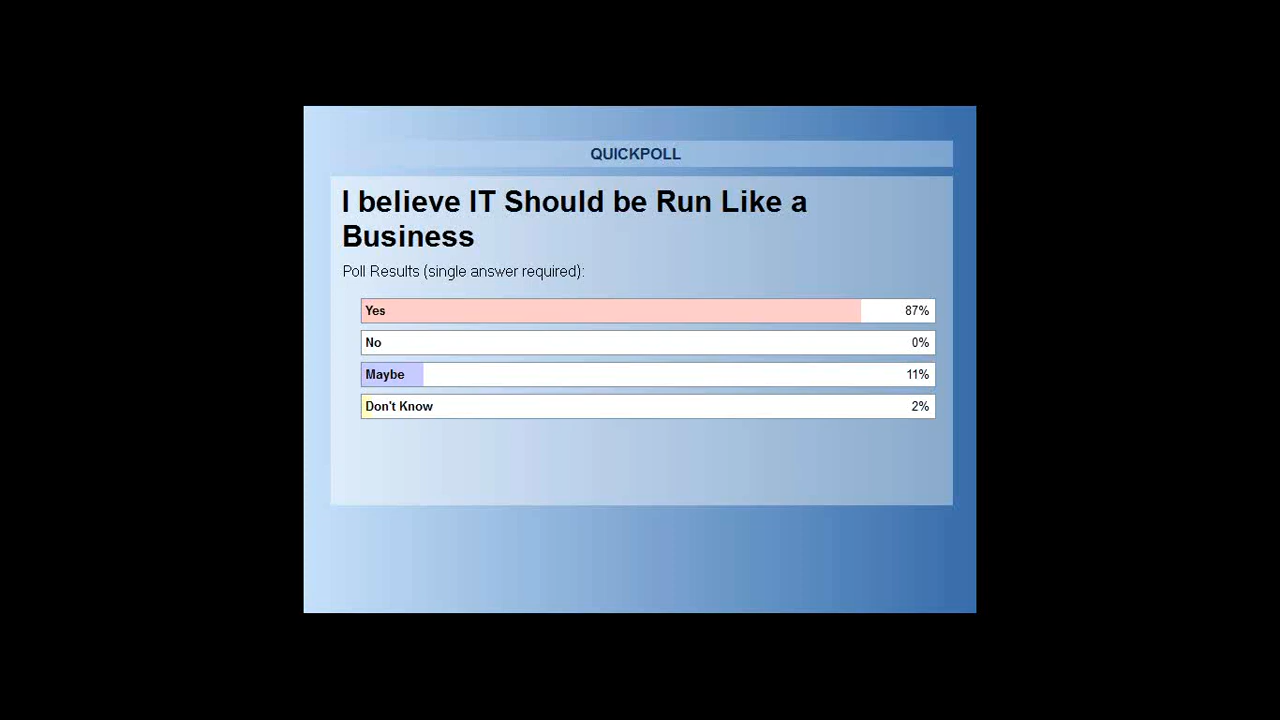 QUICKPOLL
I believe IT Should be Run Like a
Business
Poll Results (single answer required):
Yes 87%
No 0%
Maybe 11%
Don't Know 2%